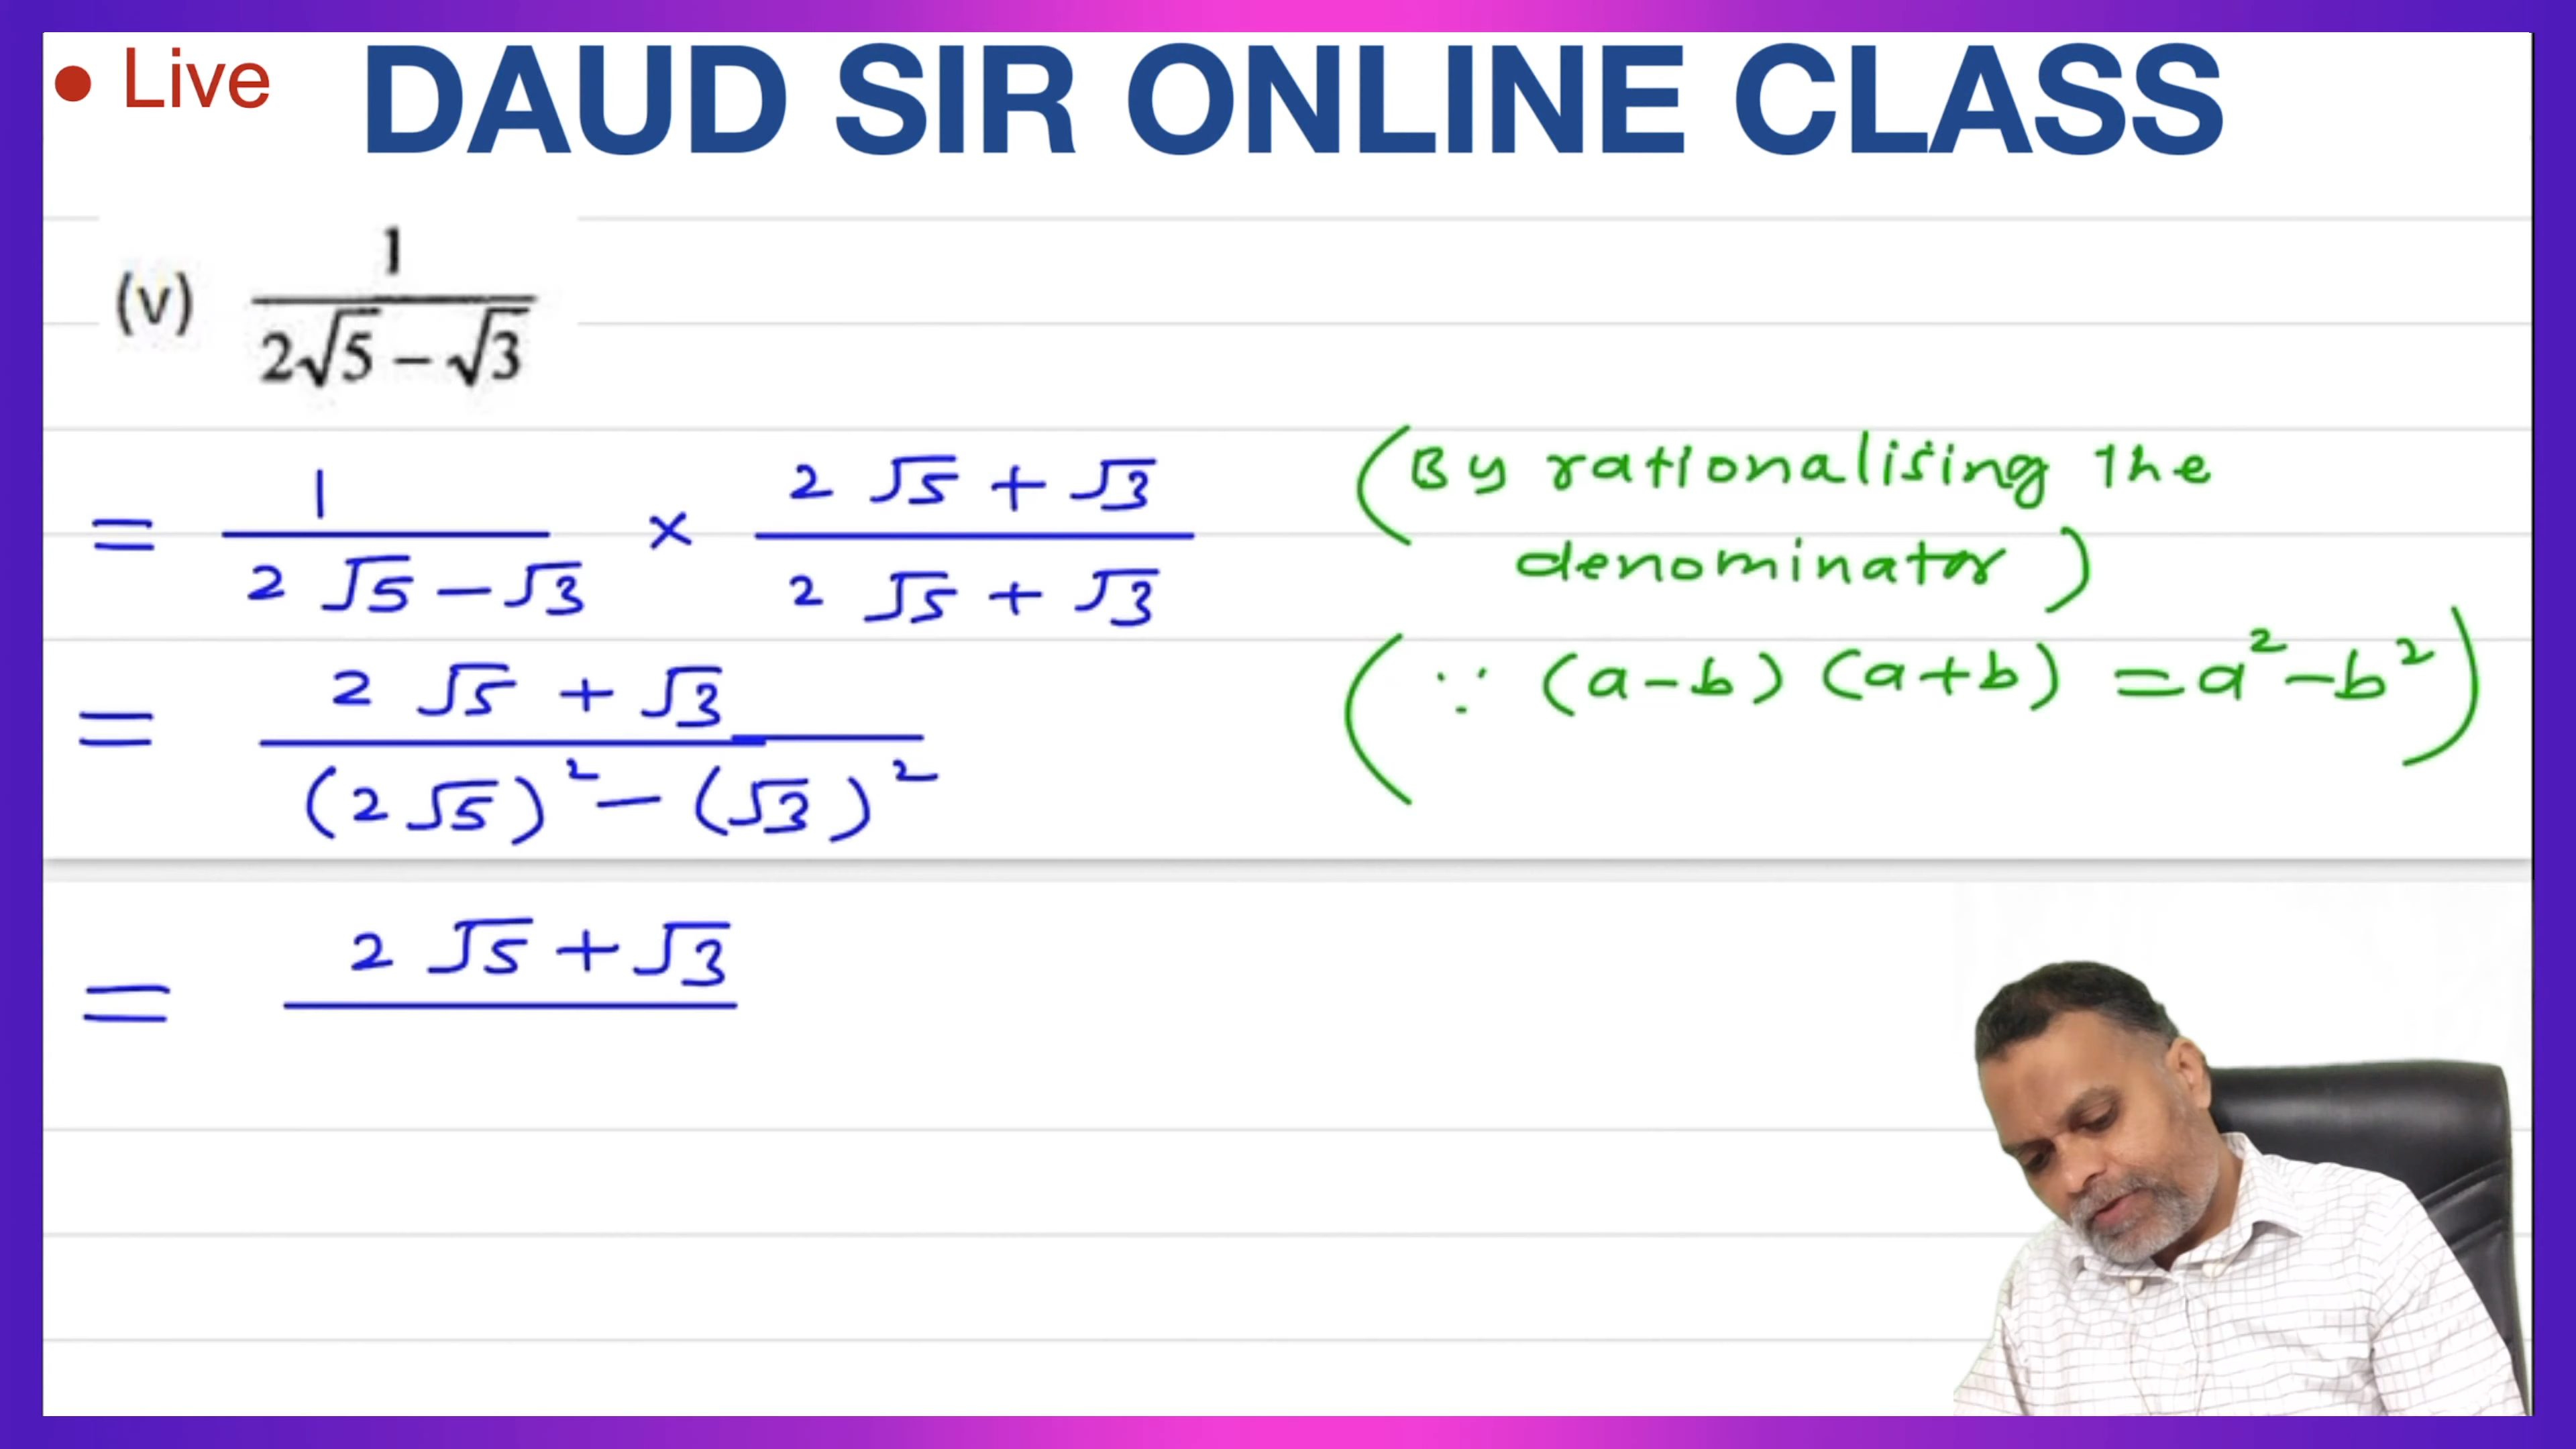 • Live DAUD SIR ONLINE CLASS
(v) 1/(2√5 − √3)
= 1/(2√5 − √3) × (2√5 + √3)/(2√5 + √3) (By rationalising the
denominator)
= (2√5 + √3)/((2√5)² − (√3)²) (∵ (a−b)(a+b) = a²−b²)
= 2√5 + √3